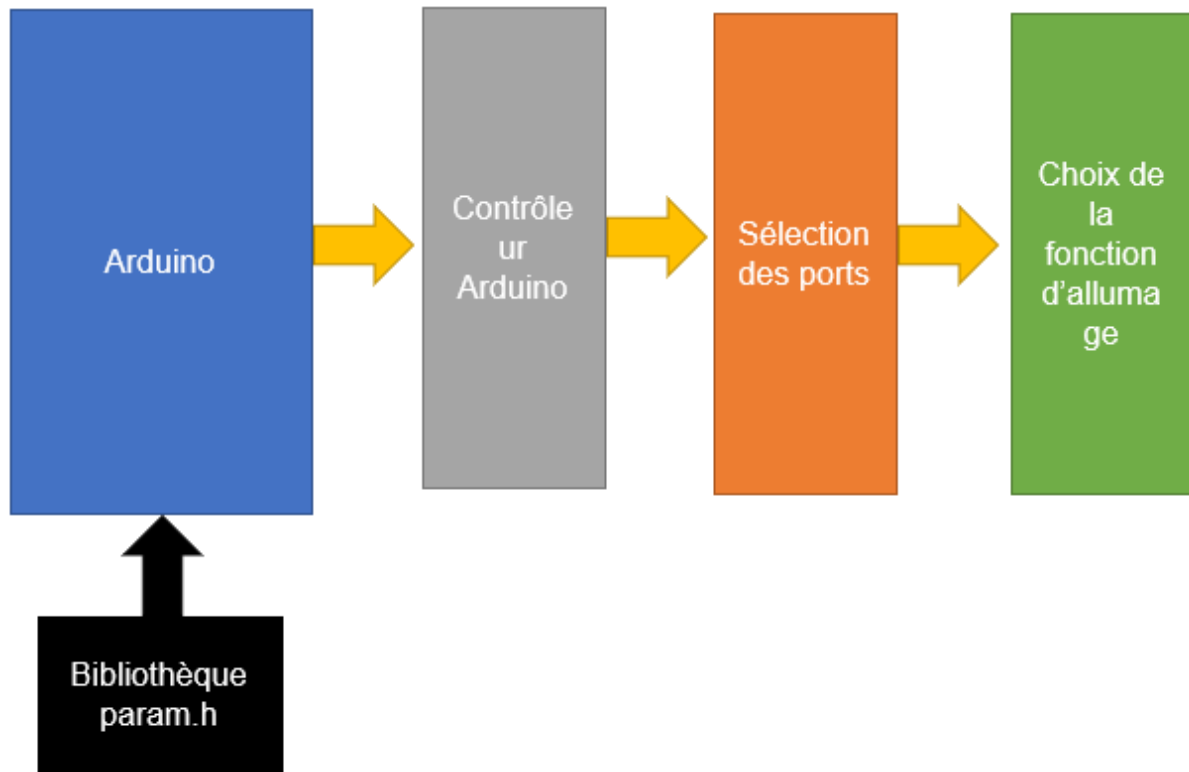 Arduino
Contrôle
ur
Arduino
Sélection
des ports
Choix de
la
fonction
d'alluma
ge
Bibliothèque
param.h